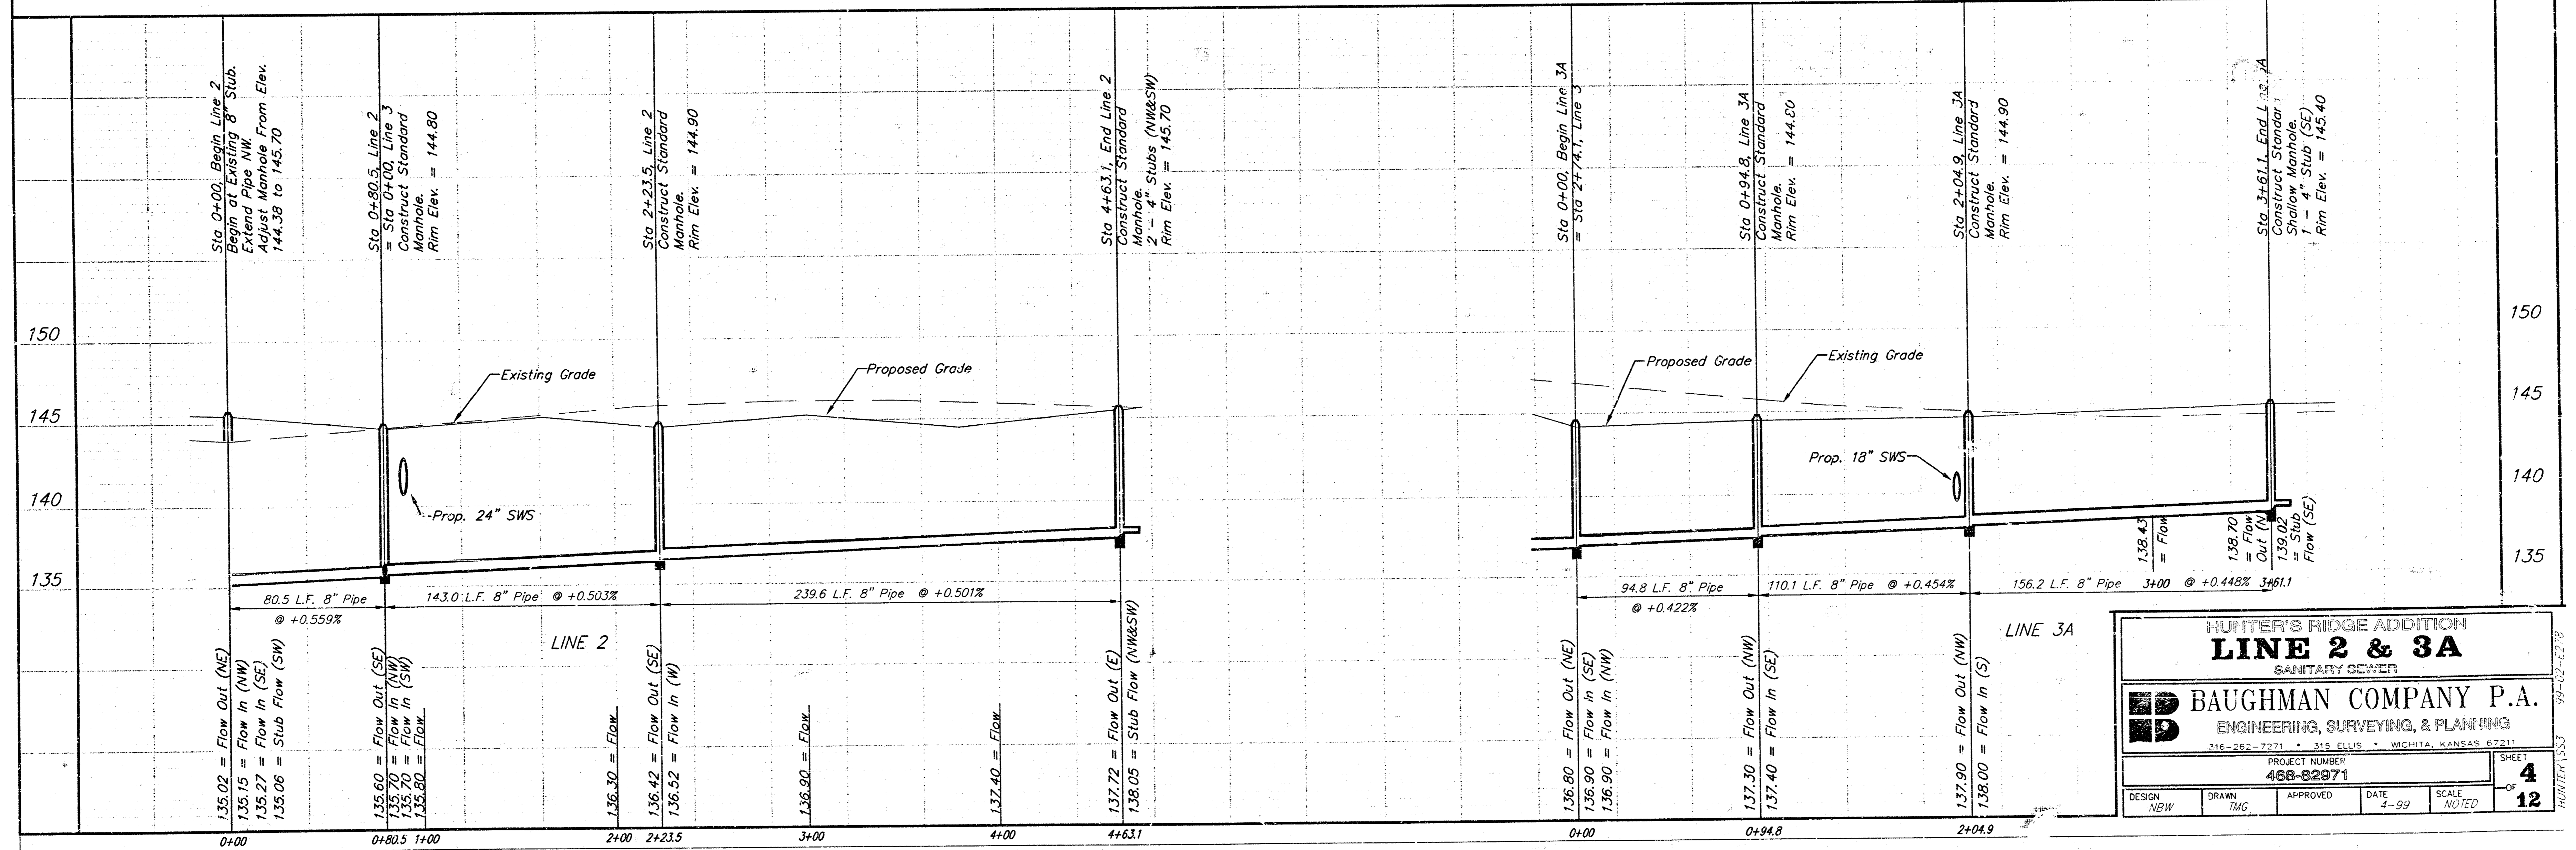 Sta 0+00, Begin Line 2
Begin at Existing 8" Stub.
Extend Pipe NW.
Adjust Manhole From Elev.
144.38 to 145.70
Sta 0+80.5, Line 2
= Sta 0+00, Line 3
Construct Standard
Manhole.
Rim Elev. = 144.80
Sta 2+23.5, Line 2
Construct Standard
Manhole.
Rim Elev. = 144.90
Sta 4+63.1, End Line 2
Construct Standard
Manhole.
2 - 4" Stubs (NW&SW)
Rim Elev. = 145.70
Sta 0+00, Begin Line 3A
= Sta 2+74.1, Line 3
Sta 0+94.8, Line 3A
Construct Standard
Manhole.
Rim Elev. = 144.80
Sta 2+04.9, Line 3A
Construct Standard
Manhole.
Rim Elev. = 144.90
Sta 3+61.1, End
Construct Standard
Shallow Manhole.
1 - 4" Stub (SE)
Rim Elev. = 145.40
150
145
140
135
Existing Grade
Proposed Grade
Prop. 24" SWS
Proposed Grade
Existing Grade
Prop. 18" SWS
150
145
140
135
138.43
= Flow
138.70
= Flow
Out (N)
139.02
= Stub
Flow (SE)
80.5 L.F. 8" Pipe
@ +0.559%
143.0 L.F. 8" Pipe @ +0.503%
239.6 L.F. 8" Pipe @ +0.501%
94.8 L.F. 8" Pipe
@ +0.422%
110.1 L.F. 8" Pipe @ +0.454%
156.2 L.F. 8" Pipe 3+00 @ +0.448% 3+61.1
LINE 2
LINE 3A
135.02 = Flow Out (NE)
135.15 = Flow In (NW)
135.27 = Flow In (SE)
135.06 = Stub Flow (SW)
135.60 = Flow Out (SE)
135.70 = Flow In (NW)
135.70 = Flow In (SW)
135.80 = Flow
136.30 = Flow
136.42 = Flow Out (SE)
136.52 = Flow In (W)
136.90 = Flow
137.40 = Flow
137.72 = Flow Out (E)
138.05 = Stub Flow (NW&SW)
136.80 = Flow Out (NE)
136.90 = Flow In (SE)
136.90 = Flow In (NW)
137.30 = Flow Out (NW)
137.40 = Flow In (SE)
137.90 = Flow Out (NW)
138.00 = Flow In (S)
0+00 0+80.5 1+00 2+00 2+23.5 3+00 4+00 4+63.1 0+00 0+94.8 2+04.9
HUNTER'S RIDGE ADDITION
LINE 2 & 3A
SANITARY SEWER
BAUGHMAN COMPANY P.A.
ENGINEERING, SURVEYING, & PLANNING
316-262-7271 • 315 ELLIS • WICHITA, KANSAS 67211
PROJECT NUMBER
468-82971
SHEET
4
OF
12
DESIGN
NBW
DRAWN
TMG
APPROVED
DATE
4-99
SCALE
NOTED
HUNTER\SS3